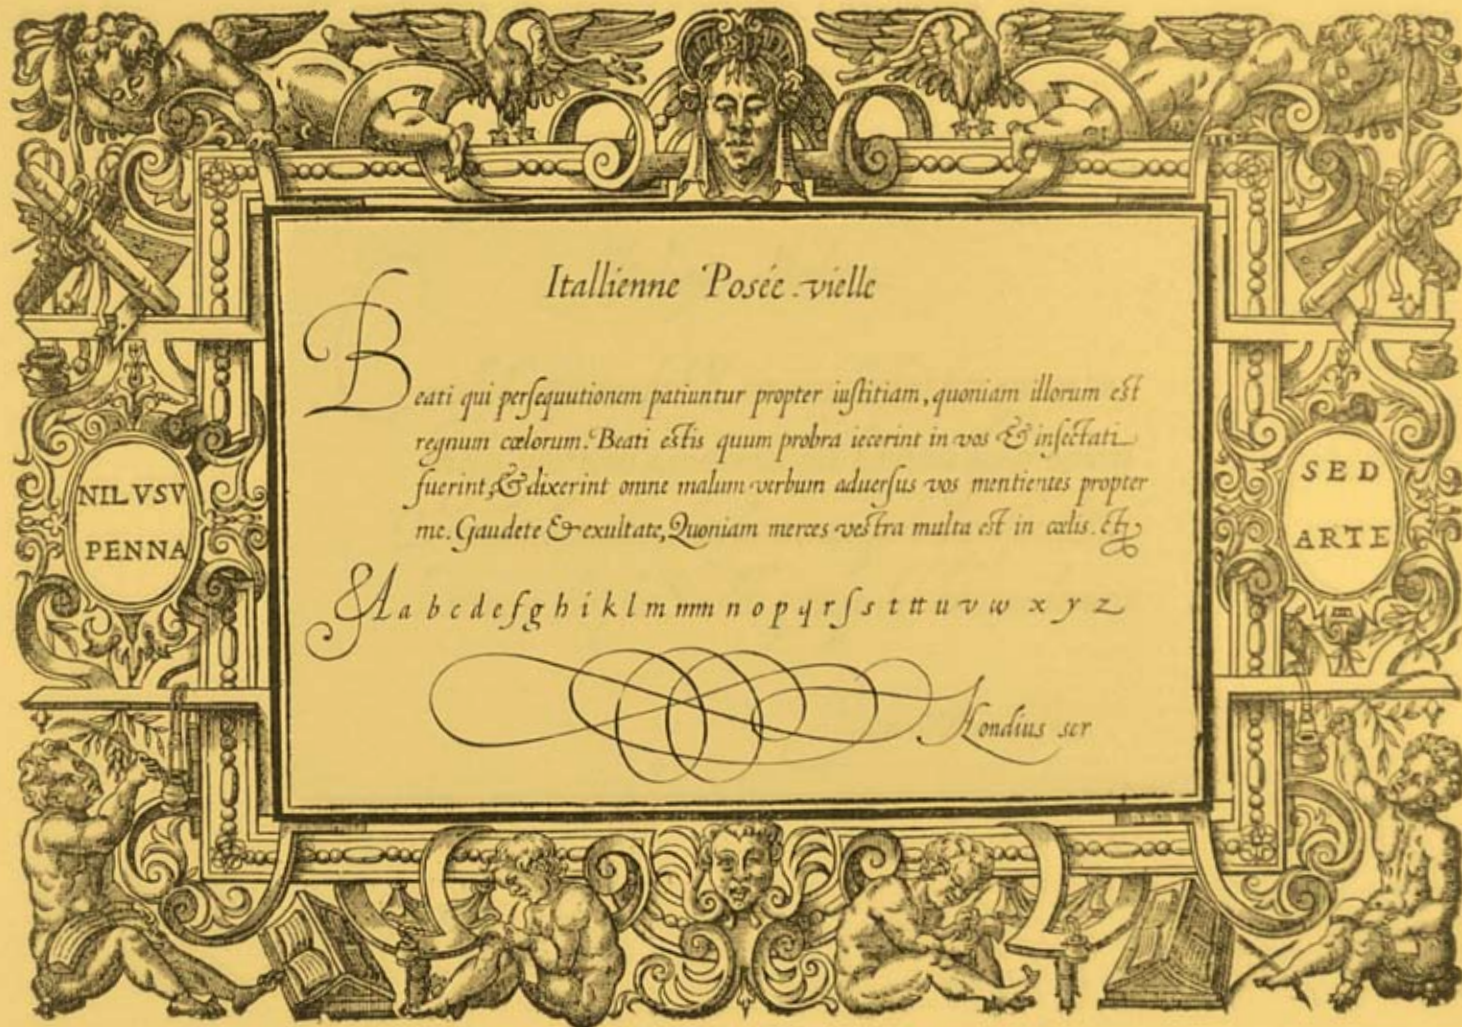 Itallienne Posée vielle
Beati qui perſequutionem patiuntur propter iuſtitiam, quoniam illorum est
regnum cœlorum. Beati estis quum probra iecerint in vos & inſectati
fuerint, & dixerint omne malum verbum aduerſus vos mentientes propter
me. Gaudete & exultate, Quoniam merces vestra multa est in cœlis. etz
&A a b c d e f g h i k l m mm n o p q r ſ s t tt u v w x y z
Hondius scr
NIL VSV
PENNA
SED
ARTE